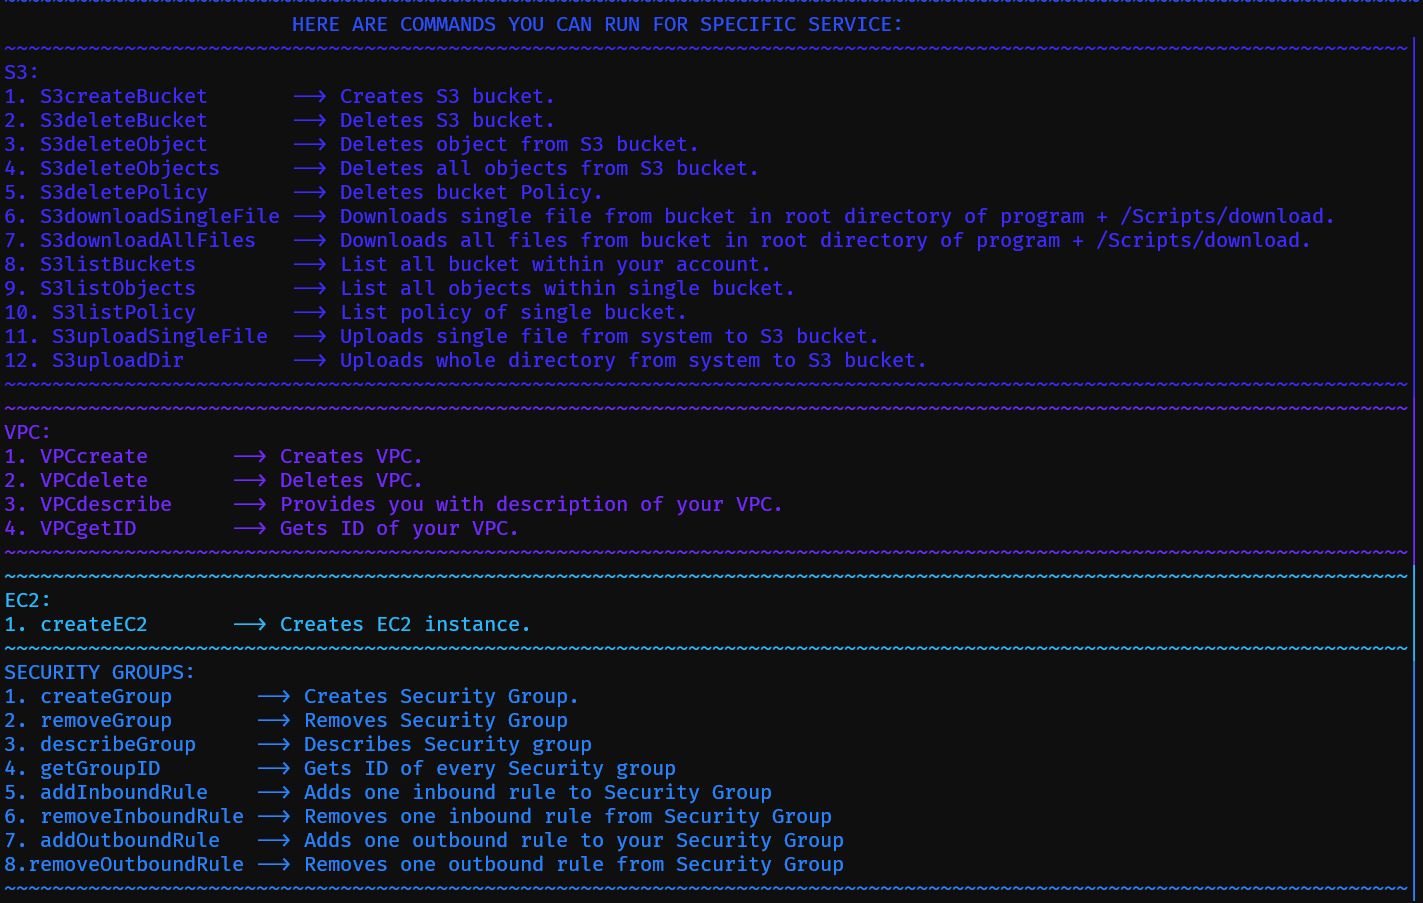 ~~~~~~~~~~~~~~~~~~~~~~~~~~~~~~~~~~~~~~~~~~~~~~~~~~~~~~~~~~~~~~~~~~~~~~~~~~~~~~~~~~~~~~~~~~~~~~~~~~~~~~~~~~~~~~~~~~~~~
HERE ARE COMMANDS YOU CAN RUN FOR SPECIFIC SERVICE:
~~~~~~~~~~~~~~~~~~~~~~~~~~~~~~~~~~~~~~~~~~~~~~~~~~~~~~~~~~~~~~~~~~~~~~~~~~~~~~~~~~~~~~~~~~~~~~~~~~~~~~~~~~~~~~~~~~~~~
S3:
1. S3createBucket       --> Creates S3 bucket.
2. S3deleteBucket       --> Deletes S3 bucket.
3. S3deleteObject       --> Deletes object from S3 bucket.
4. S3deleteObjects      --> Deletes all objects from S3 bucket.
5. S3deletePolicy       --> Deletes bucket Policy.
6. S3downloadSingleFile --> Downloads single file from bucket in root directory of program + /Scripts/download.
7. S3downloadAllFiles   --> Downloads all files from bucket in root directory of program + /Scripts/download.
8. S3listBuckets        --> List all bucket within your account.
9. S3listObjects        --> List all objects within single bucket.
10. S3listPolicy        --> List policy of single bucket.
11. S3uploadSingleFile  --> Uploads single file from system to S3 bucket.
12. S3uploadDir         --> Uploads whole directory from system to S3 bucket.
~~~~~~~~~~~~~~~~~~~~~~~~~~~~~~~~~~~~~~~~~~~~~~~~~~~~~~~~~~~~~~~~~~~~~~~~~~~~~~~~~~~~~~~~~~~~~~~~~~~~~~~~~~~~~~~~~~~~~
~~~~~~~~~~~~~~~~~~~~~~~~~~~~~~~~~~~~~~~~~~~~~~~~~~~~~~~~~~~~~~~~~~~~~~~~~~~~~~~~~~~~~~~~~~~~~~~~~~~~~~~~~~~~~~~~~~~~~
VPC:
1. VPCcreate       --> Creates VPC.
2. VPCdelete       --> Deletes VPC.
3. VPCdescribe     --> Provides you with description of your VPC.
4. VPCgetID        --> Gets ID of your VPC.
~~~~~~~~~~~~~~~~~~~~~~~~~~~~~~~~~~~~~~~~~~~~~~~~~~~~~~~~~~~~~~~~~~~~~~~~~~~~~~~~~~~~~~~~~~~~~~~~~~~~~~~~~~~~~~~~~~~~~
~~~~~~~~~~~~~~~~~~~~~~~~~~~~~~~~~~~~~~~~~~~~~~~~~~~~~~~~~~~~~~~~~~~~~~~~~~~~~~~~~~~~~~~~~~~~~~~~~~~~~~~~~~~~~~~~~~~~~
EC2:
1. createEC2       --> Creates EC2 instance.
~~~~~~~~~~~~~~~~~~~~~~~~~~~~~~~~~~~~~~~~~~~~~~~~~~~~~~~~~~~~~~~~~~~~~~~~~~~~~~~~~~~~~~~~~~~~~~~~~~~~~~~~~~~~~~~~~~~~~
SECURITY GROUPS:
1. createGroup       --> Creates Security Group.
2. removeGroup       --> Removes Security Group
3. describeGroup     --> Describes Security group
4. getGroupID        --> Gets ID of every Security group
5. addInboundRule    --> Adds one inbound rule to Security Group
6. removeInboundRule --> Removes one inbound rule from Security Group
7. addOutboundRule   --> Adds one outbound rule to your Security Group
8.removeOutboundRule --> Removes one outbound rule from Security Group
~~~~~~~~~~~~~~~~~~~~~~~~~~~~~~~~~~~~~~~~~~~~~~~~~~~~~~~~~~~~~~~~~~~~~~~~~~~~~~~~~~~~~~~~~~~~~~~~~~~~~~~~~~~~~~~~~~~~~